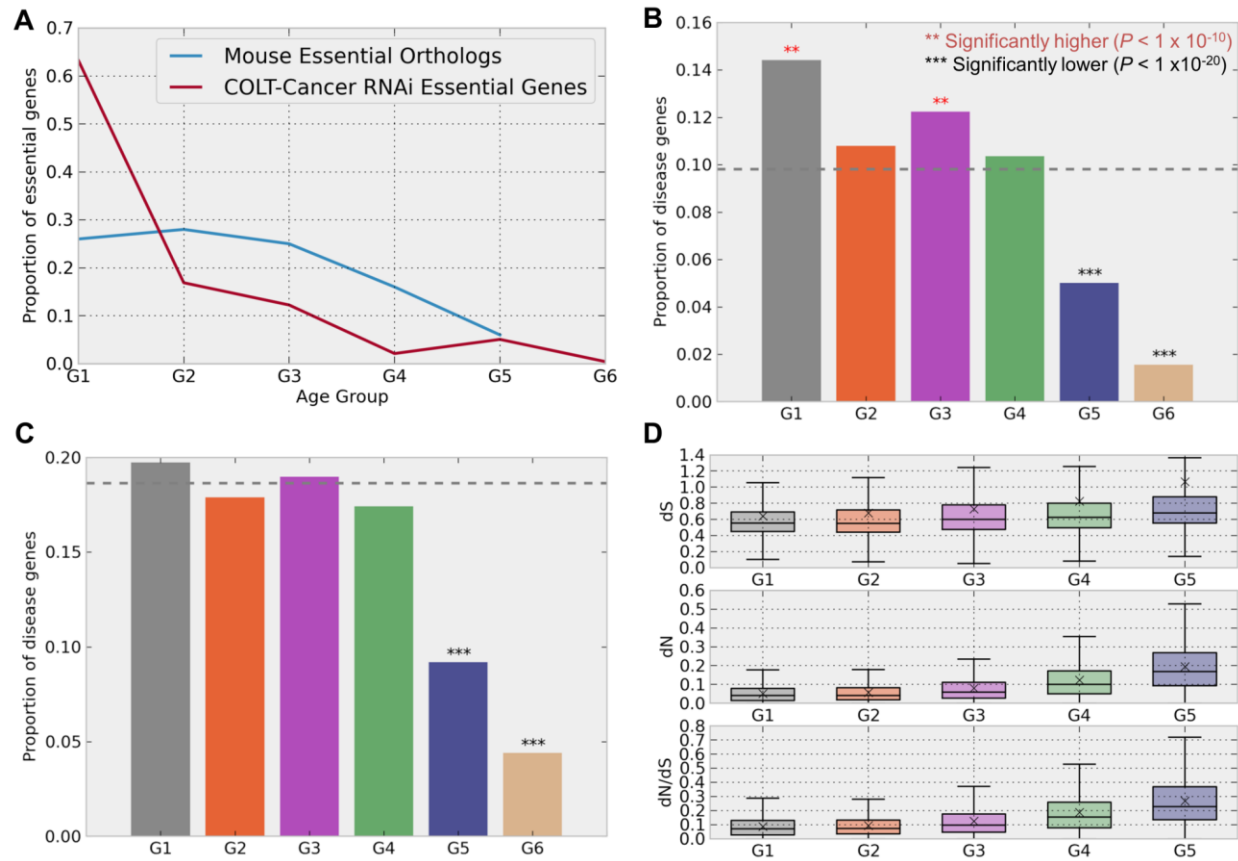 A
Proportion of essential genes
0.7
0.6
0.5
0.4
0.3
0.2
0.1
0.0
Mouse Essential Orthologs
COLT-Cancer RNAi Essential Genes
G1 G2 G3 G4 G5 G6
Age Group
B
Proportion of disease genes
0.16
0.14
0.12
0.10
0.08
0.06
0.04
0.02
0.00
** Significantly higher (P < 1 x 10⁻¹⁰)
*** Significantly lower (P < 1 x10⁻²⁰)
**
**
***
***
G1 G2 G3 G4 G5 G6
C
Proportion of disease genes
0.20
0.15
0.10
0.05
0.00
***
***
G1 G2 G3 G4 G5 G6
D
dS
1.4
1.2
1.0
0.8
0.6
0.4
0.2
0.0
G1 G2 G3 G4 G5
dN
0.6
0.5
0.4
0.3
0.2
0.1
0.0
G1 G2 G3 G4 G5
dN/dS
0.8
0.7
0.6
0.5
0.4
0.3
0.2
0.1
0.0
G1 G2 G3 G4 G5